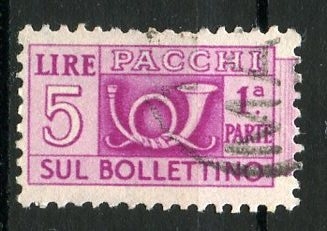 PACCHI
LIRE
5
1ª
PARTE
SUL BOLLETTINO